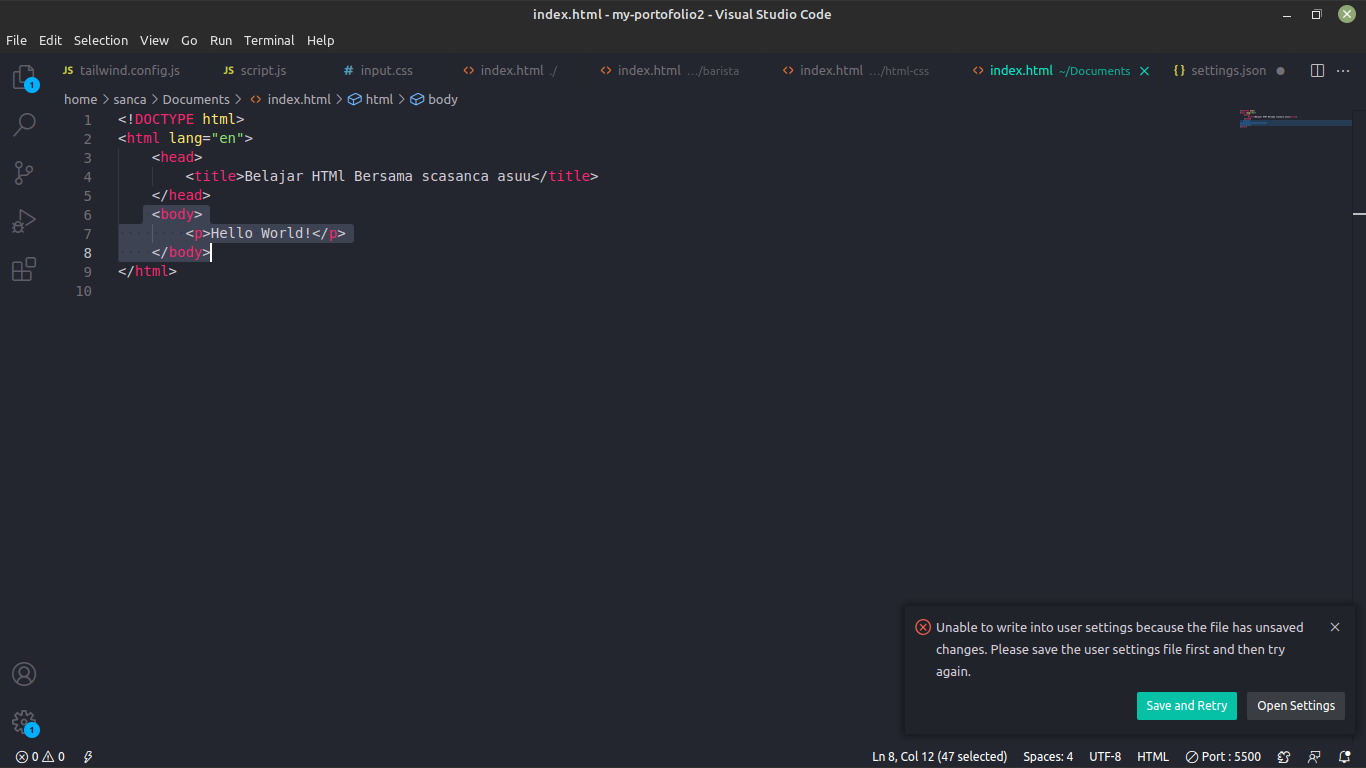 index.html - my-portofolio2 - Visual Studio Code
File Edit Selection View Go Run Terminal Help
JS tailwind.config.js JS script.js # input.css <> index.html ./ <> index.html .../barista <> index.html .../html-css <> index.html ~/Documents {} settings.json
home > sanca > Documents > <> index.html > html > body
1 <!DOCTYPE html>
2 <html lang="en">
3 <head>
4 <title>Belajar HTMl Bersama scasanca asuu</title>
5 </head>
6 <body>
7 <p>Hello World!</p>
8 </body>
9 </html>
10
1
Unable to write into user settings because the file has unsaved
changes. Please save the user settings file first and then try
again.
Save and Retry Open Settings
1
0 0 Ln 8, Col 12 (47 selected) Spaces: 4 UTF-8 HTML Port : 5500